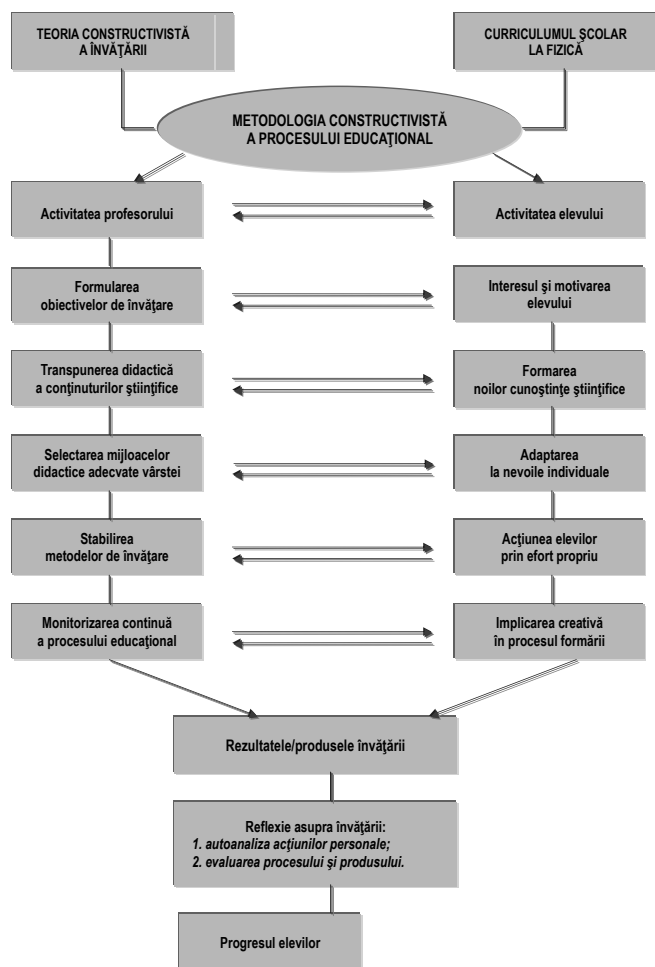 TEORIA CONSTRUCTIVISTĂ
A ÎNVĂŢĂRII
CURRICULUMUL ŞCOLAR
LA FIZICĂ
METODOLOGIA CONSTRUCTIVISTĂ
A PROCESULUI EDUCAŢIONAL
Activitatea profesorului
Activitatea elevului
Formularea
obiectivelor de învăţare
Interesul şi motivarea
elevului
Transpunerea didactică
a conţinuturilor ştiinţifice
Formarea
noilor cunoştinţe ştiinţifice
Selectarea mijloacelor
didactice adecvate vârstei
Adaptarea
la nevoile individuale
Stabilirea
metodelor de învăţare
Acţiunea elevilor
prin efort propriu
Monitorizarea continuă
a procesului educaţional
Implicarea creativă
în procesul formării
Rezultatele/produsele învăţării
Reflexie asupra învăţării:
1. autoanaliza acţiunilor personale;
2. evaluarea procesului şi produsului.
Progresul elevilor